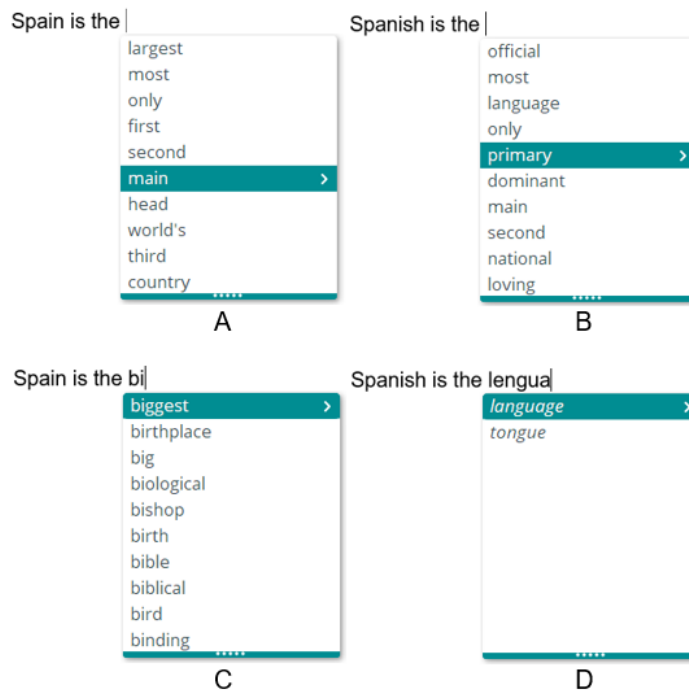 Spain is the
largest
most
only
first
second
main
head
world's
third
country
A
Spanish is the
official
most
language
only
primary
dominant
main
second
national
loving
B
Spain is the bi
biggest
birthplace
big
biological
bishop
birth
bible
biblical
bird
binding
C
Spanish is the lengua
language
tongue
D